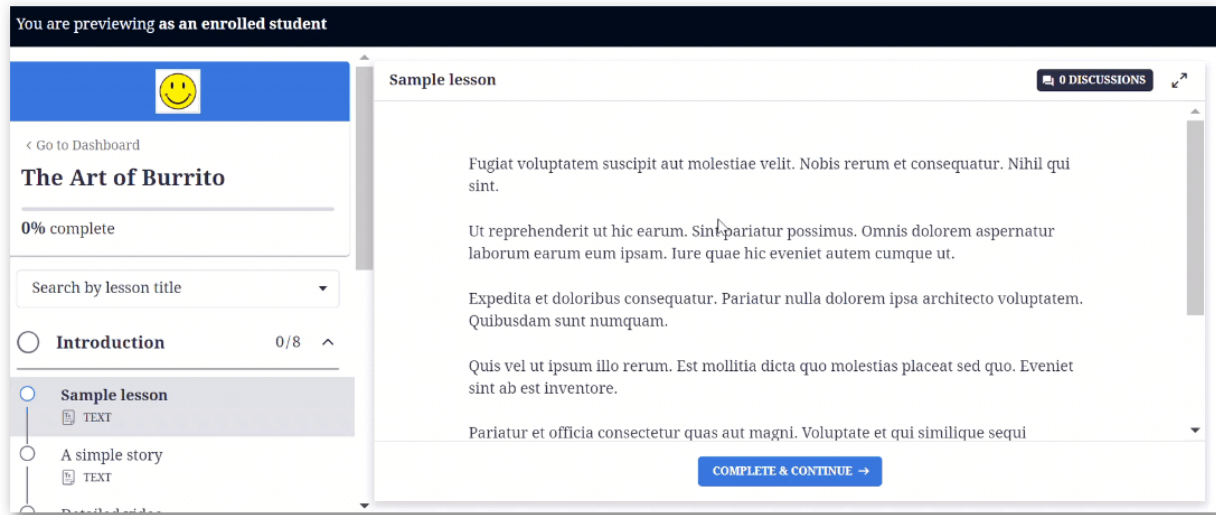 You are previewing as an enrolled student
< Go to Dashboard
The Art of Burrito
0% complete
Search by lesson title
Introduction 0/8
Sample lesson
TEXT
A simple story
TEXT
Sample lesson
0 DISCUSSIONS
Fugiat voluptatem suscipit aut molestiae velit. Nobis rerum et consequatur. Nihil qui
sint.
Ut reprehenderit ut hic earum. Sint pariatur possimus. Omnis dolorem aspernatur
laborum earum eum ipsam. Iure quae hic eveniet autem cumque ut.
Expedita et doloribus consequatur. Pariatur nulla dolorem ipsa architecto voluptatem.
Quibusdam sunt numquam.
Quis vel ut ipsum illo rerum. Est mollitia dicta quo molestias placeat sed quo. Eveniet
sint ab est inventore.
Pariatur et officia consectetur quas aut magni. Voluptate et qui similique sequi
COMPLETE & CONTINUE →